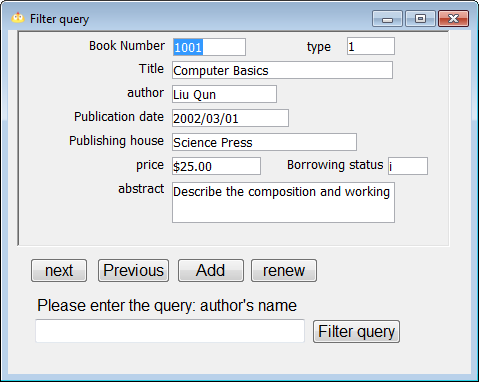 Filter query
Book Number 1001 type 1
Title Computer Basics
author Liu Qun
Publication date 2002/03/01
Publishing house Science Press
price $25.00 Borrowing status i
abstract Describe the composition and working
next Previous Add renew
Please enter the query: author's name
Filter query